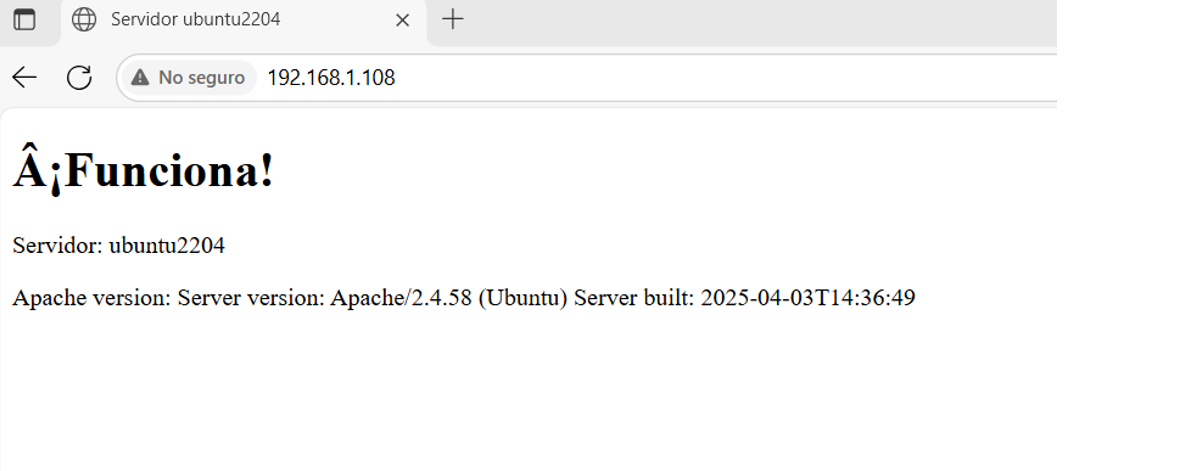 Servidor ubuntu2204
No seguro 192.168.1.108
Â¡Funciona!
Servidor: ubuntu2204
Apache version: Server version: Apache/2.4.58 (Ubuntu) Server built: 2025-04-03T14:36:49